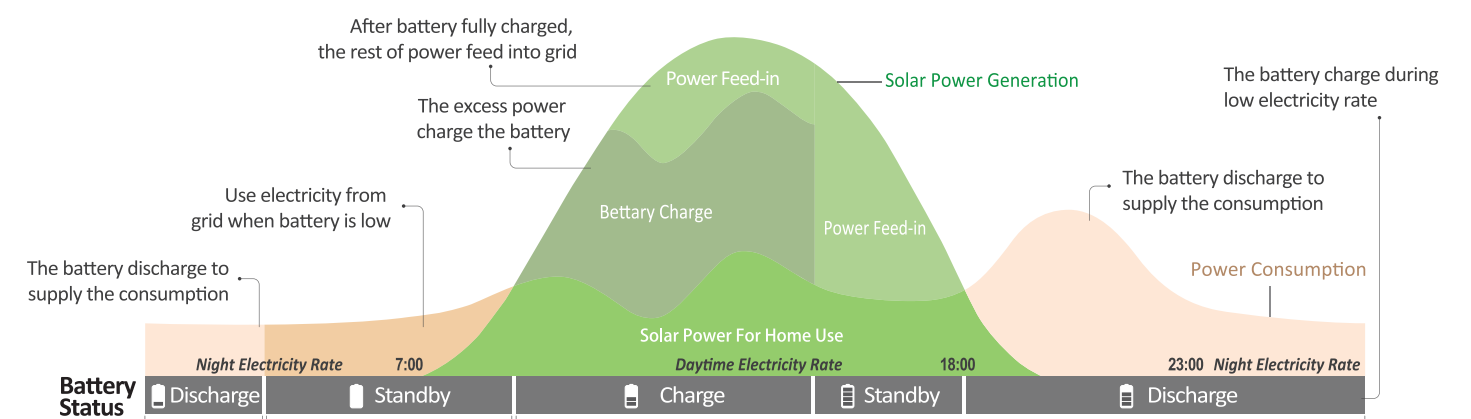 After battery fully charged,
the rest of power feed into grid
Power Feed-in
Solar Power Generation
The battery charge during
low electricity rate
The excess power
charge the battery
The battery discharge to
supply the consumption
Use electricity from
grid when battery is low
Bettary Charge
Power Feed-in
The battery discharge to
supply the consumption
Power Consumption
Solar Power For Home Use
Night Electricity Rate
7:00
Daytime Electricity Rate
18:00
23:00
Night Electricity Rate
Battery
Status
Discharge
Standby
Charge
Standby
Discharge